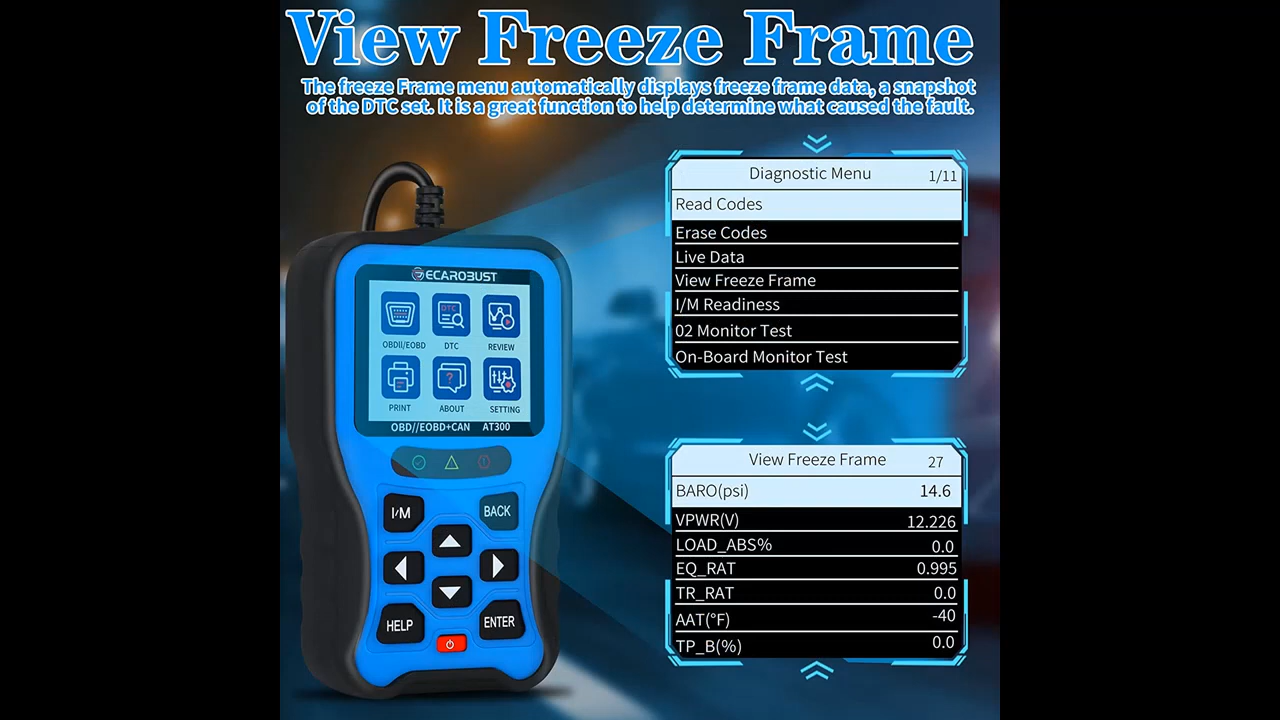 View Freeze Frame
The freeze Frame menu automatically displays freeze frame data, a snapshot
of the DTC set. It is a great function to help determine what caused the fault.
Diagnostic Menu 1/11
Read Codes
Erase Codes
Live Data
View Freeze Frame
I/M Readiness
02 Monitor Test
On-Board Monitor Test
ECAROBUST
DTC
OBDII/EOBD DTC REVIEW
?
PRINT ABOUT SETTING
OBD//EOBD+CAN AT300
I/M BACK
HELP ENTER
View Freeze Frame 27
BARO(psi) 14.6
VPWR(V) 12.226
LOAD_ABS% 0.0
EQ_RAT 0.995
TR_RAT 0.0
AAT(°F) -40
TP_B(%) 0.0